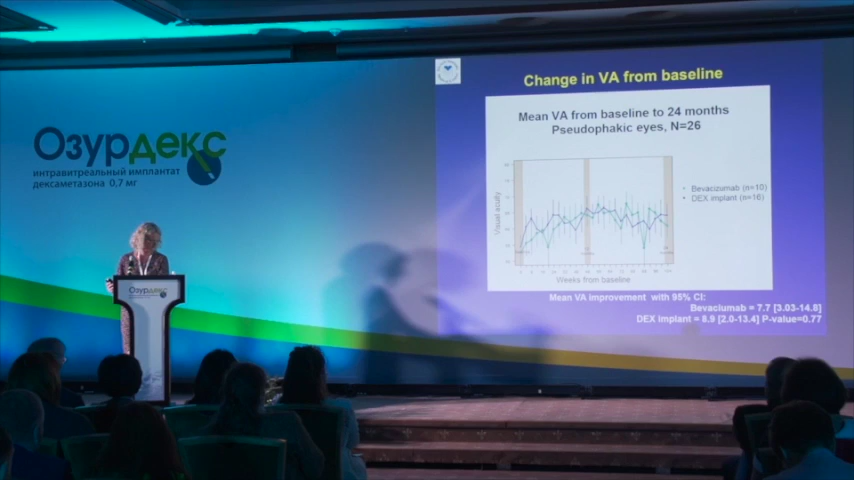 Озурдекс
интравитреальный имплантат
дексаметазона 0,7 мг
Озурдекс
Change in VA from baseline
Mean VA from baseline to 24 months
Pseudophakic eyes, N=26
Visual acuity
Bevacizumab (n=10)
DEX implant (n=16)
Weeks from baseline
Mean VA improvement with 95% CI:
Bevaciumab = 7.7 [3.03-14.8]
DEX implant = 8.9 [2.0-13.4] P-value=0.77